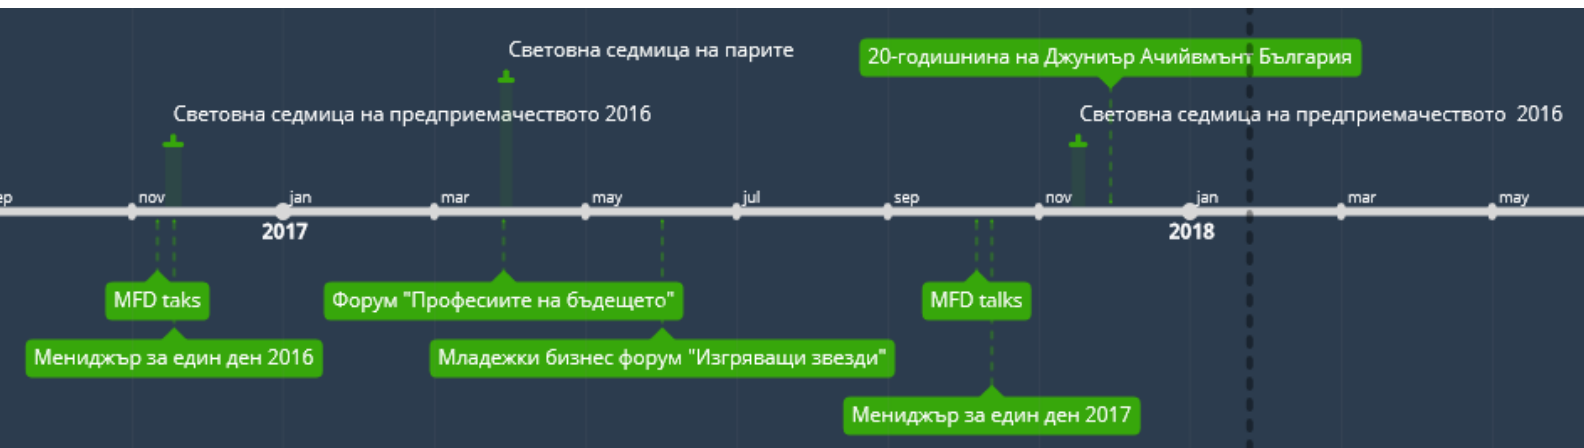 Световна седмица на парите
20-годишнина на Джуниър Ачийвмънт България
Световна седмица на предприемачеството 2016
Световна седмица на предприемачеството 2016
ep
nov
jan
mar
may
jul
sep
nov
jan
mar
may
2017
2018
MFD taks
Форум "Професиите на бъдещето"
MFD talks
Мениджър за един ден 2016
Младежки бизнес форум "Изгряващи звезди"
Мениджър за един ден 2017